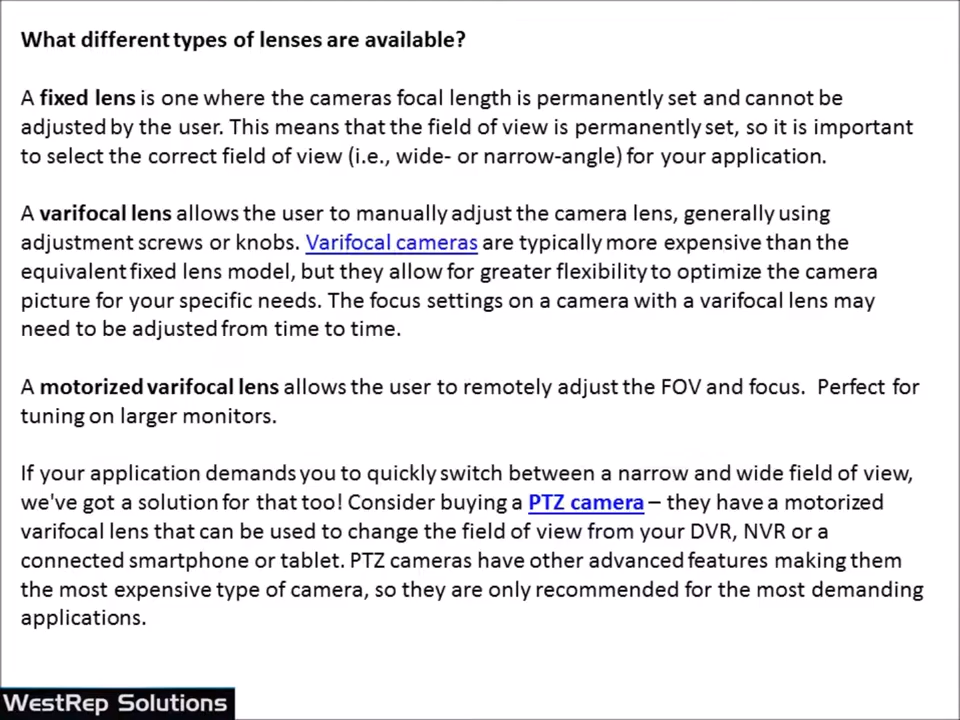 What different types of lenses are available?
A fixed lens is one where the cameras focal length is permanently set and cannot be
adjusted by the user. This means that the field of view is permanently set, so it is important
to select the correct field of view (i.e., wide- or narrow-angle) for your application.
A varifocal lens allows the user to manually adjust the camera lens, generally using
adjustment screws or knobs. Varifocal cameras are typically more expensive than the
equivalent fixed lens model, but they allow for greater flexibility to optimize the camera
picture for your specific needs. The focus settings on a camera with a varifocal lens may
need to be adjusted from time to time.
A motorized varifocal lens allows the user to remotely adjust the FOV and focus.  Perfect for
tuning on larger monitors.
If your application demands you to quickly switch between a narrow and wide field of view,
we've got a solution for that too! Consider buying a PTZ camera – they have a motorized
varifocal lens that can be used to change the field of view from your DVR, NVR or a
connected smartphone or tablet. PTZ cameras have other advanced features making them
the most expensive type of camera, so they are only recommended for the most demanding
applications.
WestRep Solutions